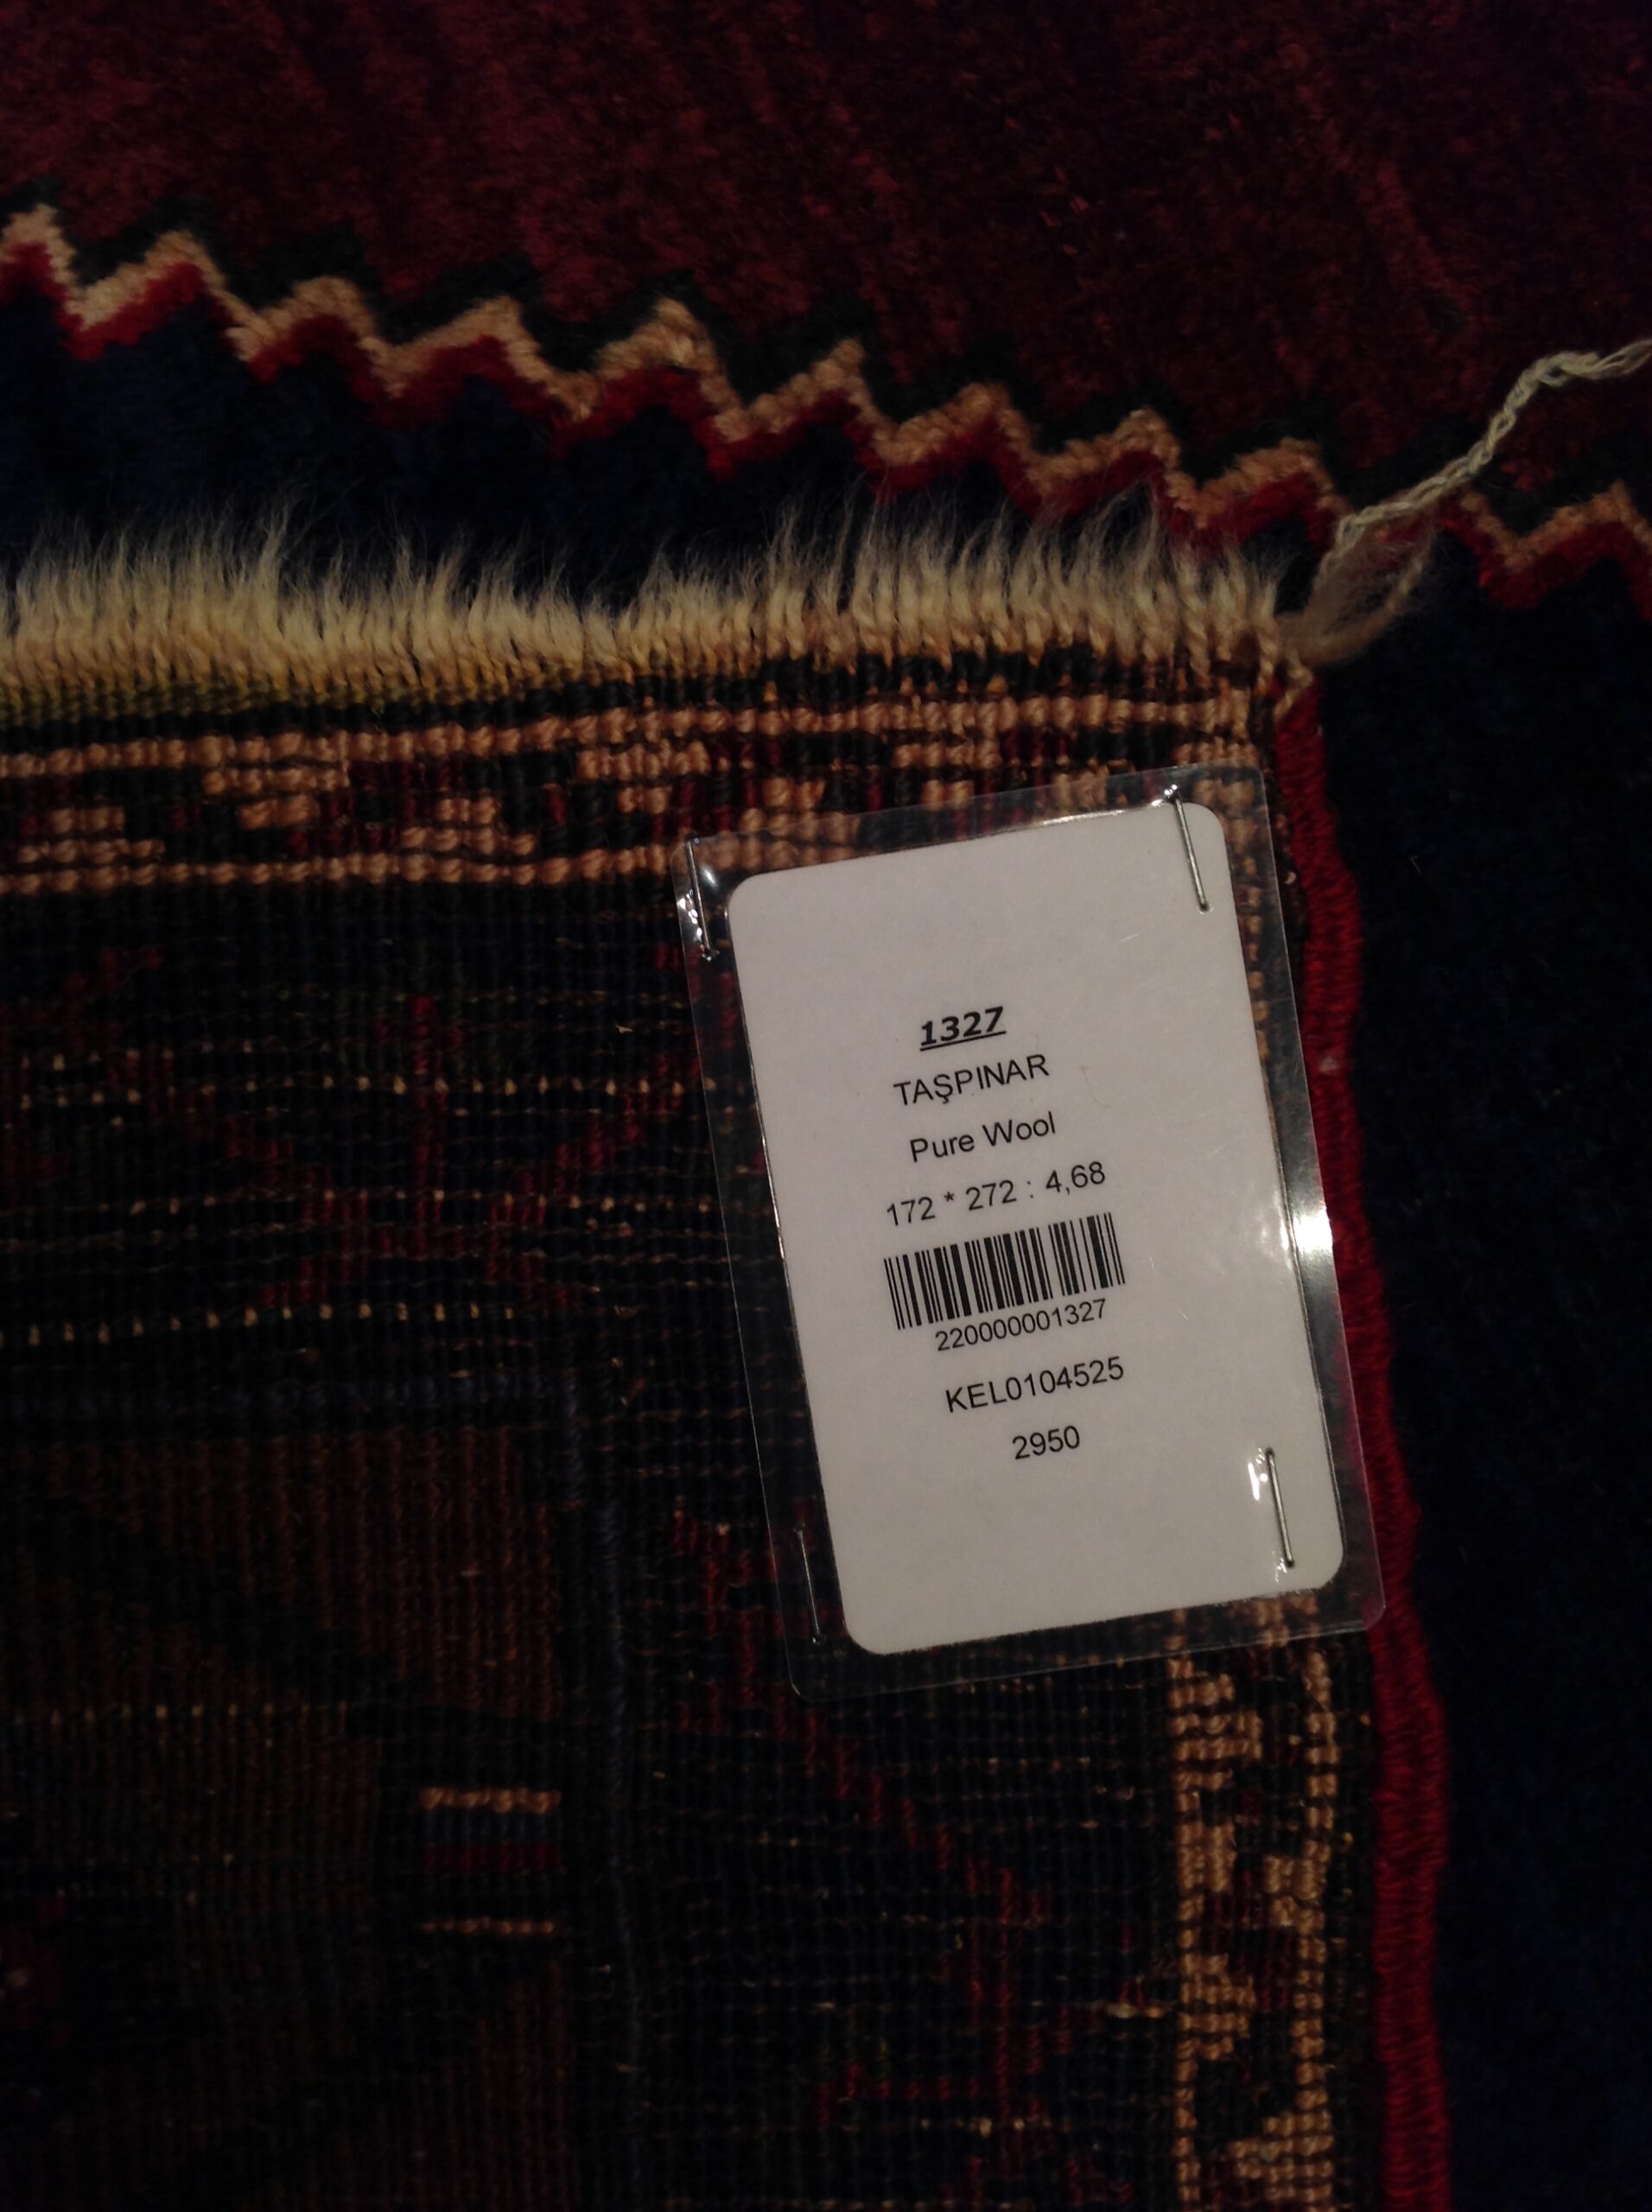 1327
TAŞPINAR
Pure Wool
172 * 272 : 4,68
220000001327
KEL0104525
2950